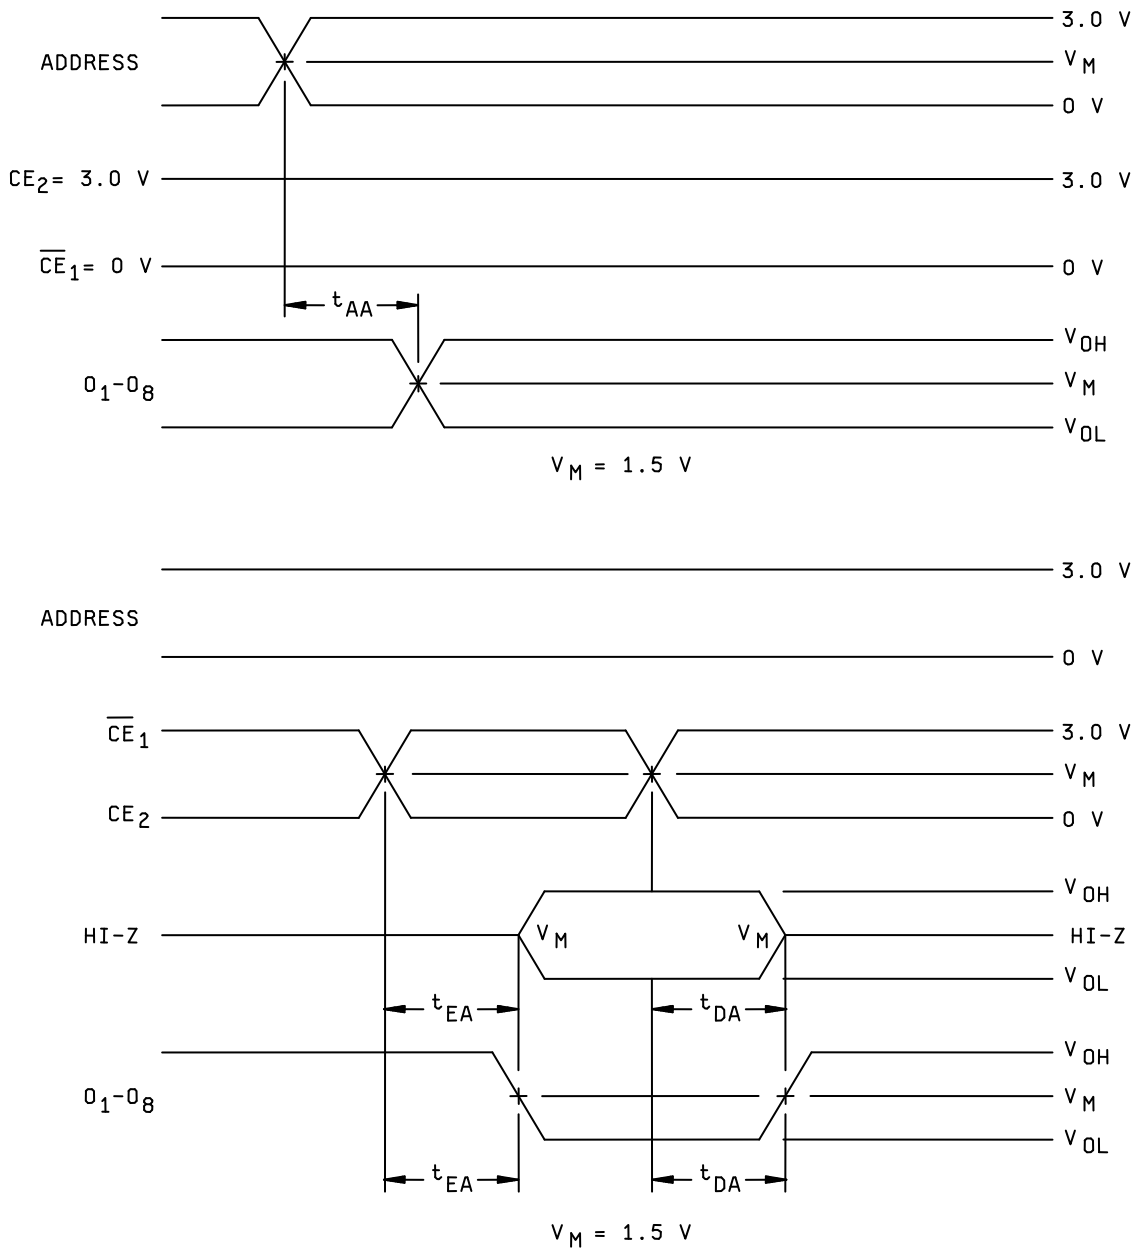 3.0 V
ADDRESS
V_M
0 V
CE_2= 3.0 V
3.0 V
C̅E̅_1= 0 V
0 V
t_AA
V_OH
O_1-O_8
V_M
V_OL
V_M = 1.5 V
3.0 V
ADDRESS
0 V
C̅E̅_1
3.0 V
V_M
CE_2
0 V
V_OH
HI-Z
V_M
V_M
HI-Z
V_OL
t_EA
t_DA
V_OH
O_1-O_8
V_M
V_OL
t_EA
t_DA
V_M = 1.5 V